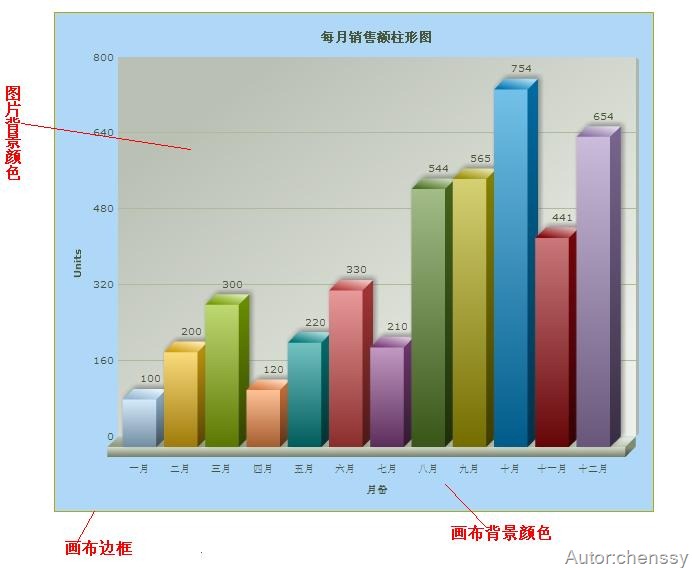 每月销售额柱形图
800
640
480
320
160
0
Units
100
200
300
120
220
330
210
544
565
754
441
654
一月
二月
三月
四月
五月
六月
七月
八月
九月
十月
十一月
十二月
月份
图片背景颜色
画布边框
画布背景颜色
Autor:chenssy